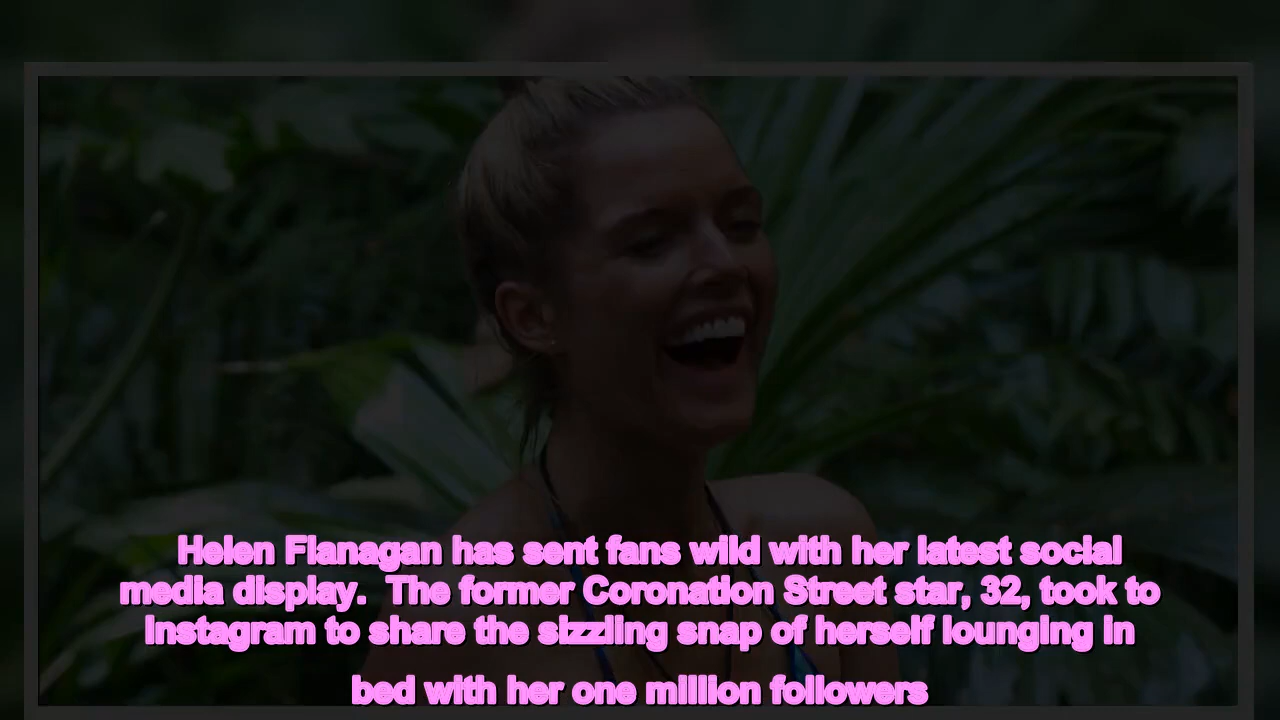 Helen Flanagan has sent fans wild with her latest social
media display.  The former Coronation Street star, 32, took to
Instagram to share the sizzling snap of herself lounging in
bed with her one million followers